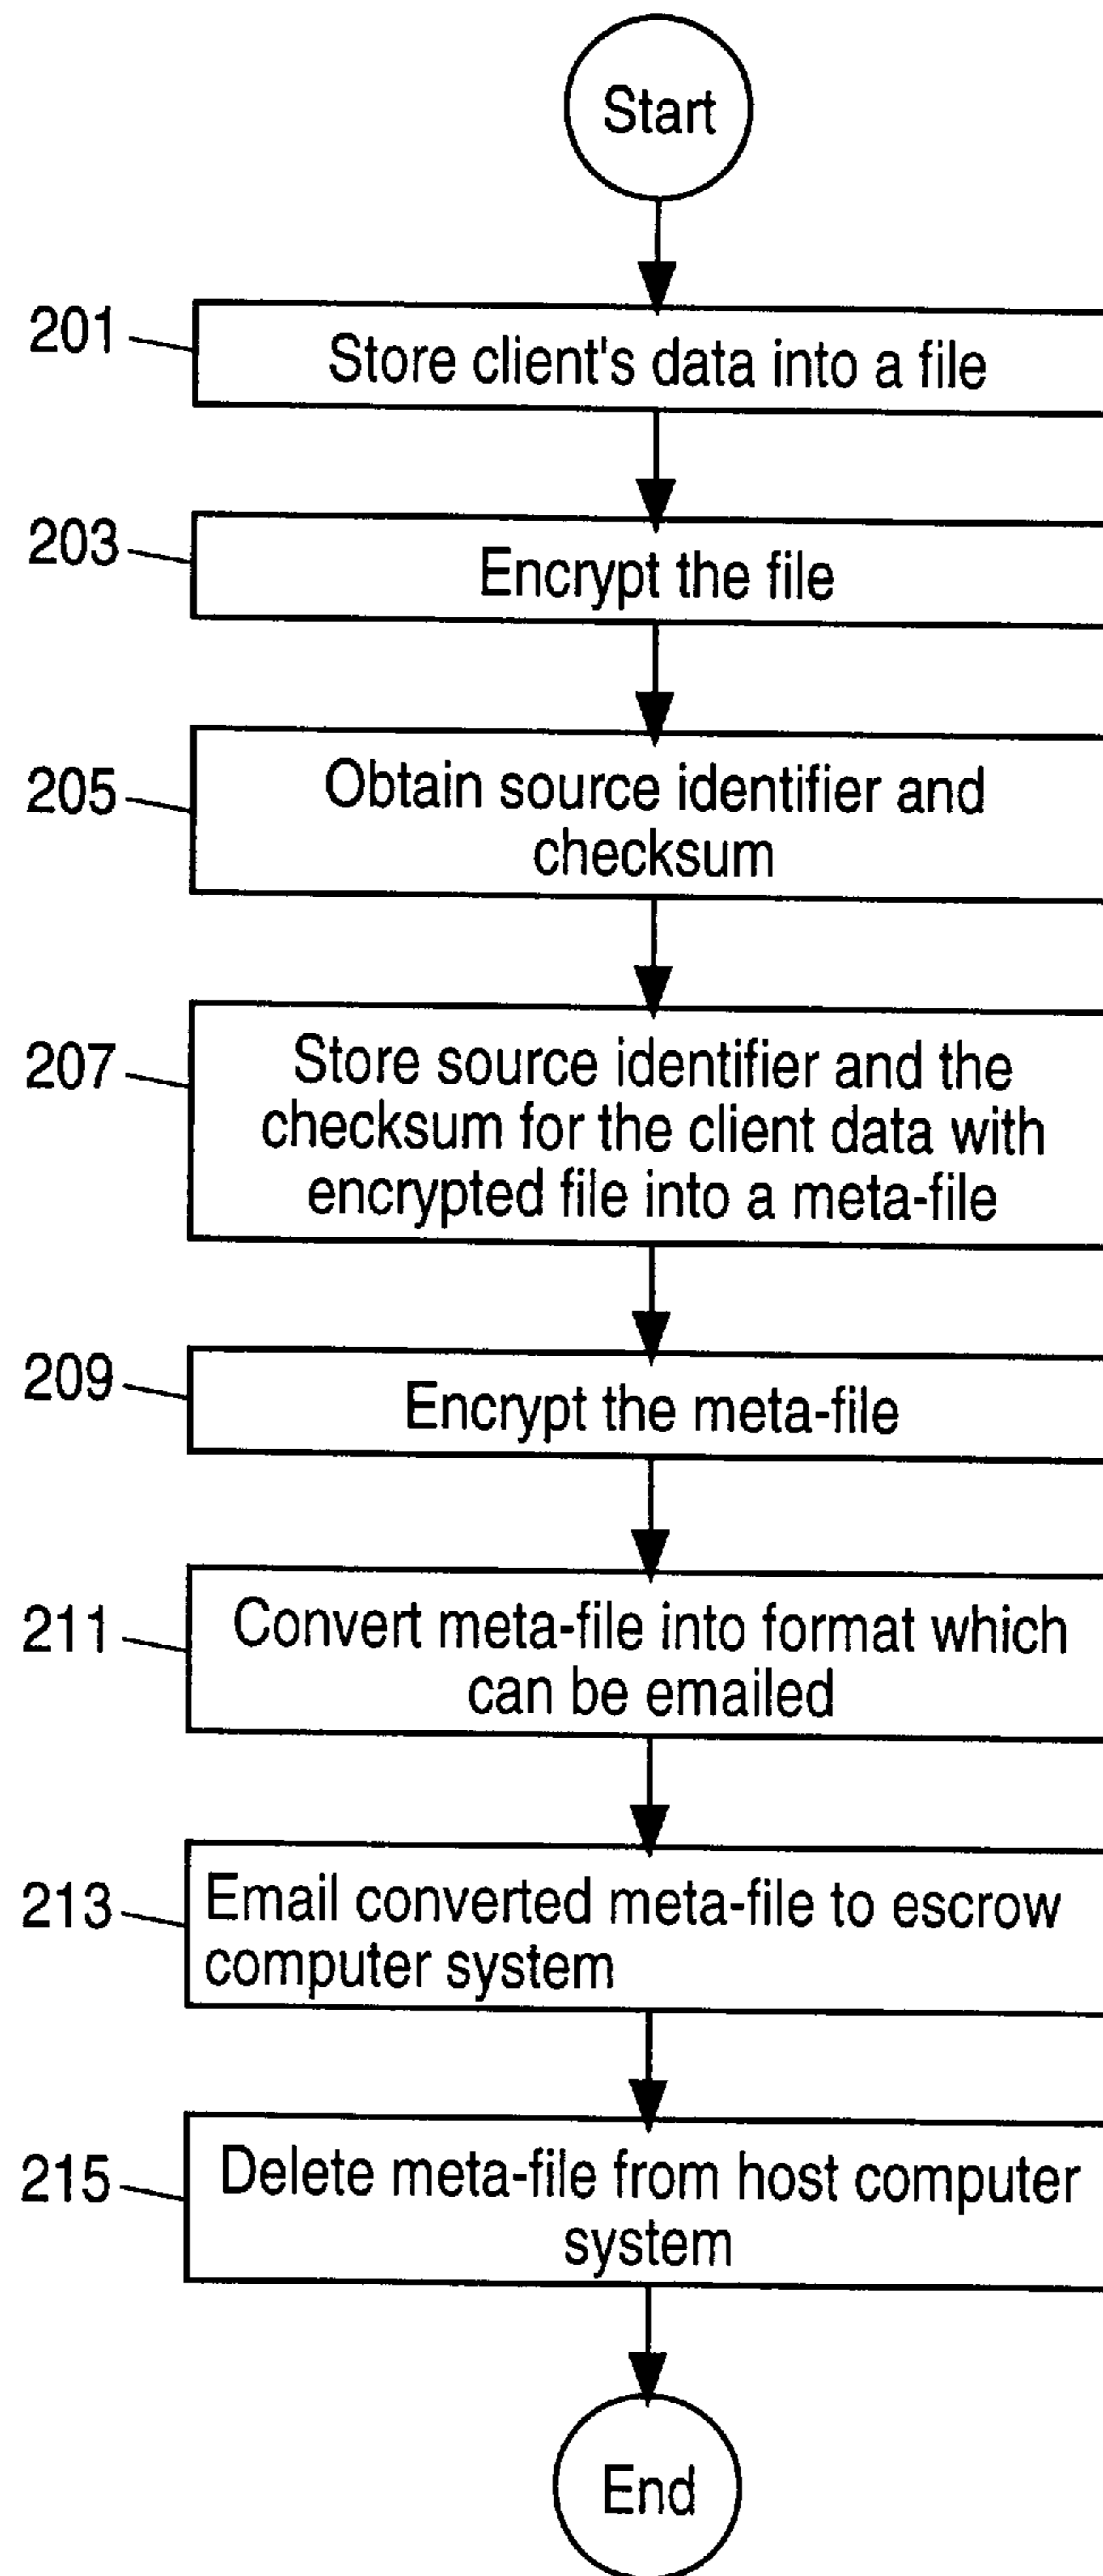 Start
201
Store client's data into a file
203
Encrypt the file
205
Obtain source identifier and
checksum
207
Store source identifier and the
checksum for the client data with
encrypted file into a meta-file
209
Encrypt the meta-file
211
Convert meta-file into format which
can be emailed
213
Email converted meta-file to escrow
computer system
215
Delete meta-file from host computer
system
End